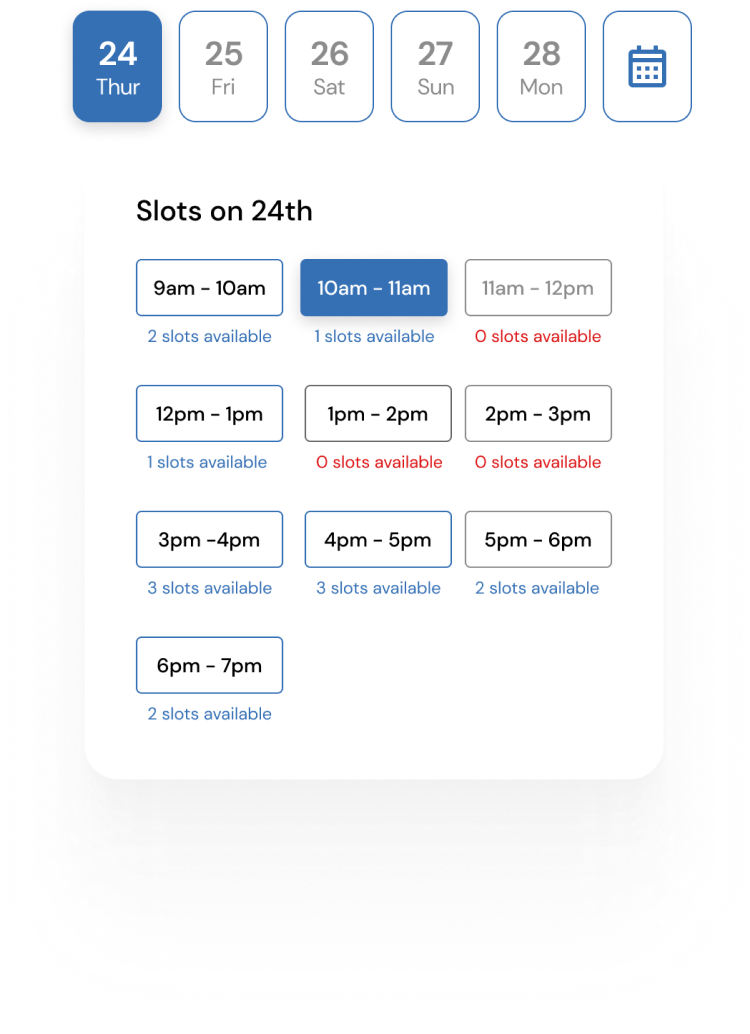 24 25 26 27 28
Thur Fri Sat Sun Mon
Slots on 24th
9am - 10am 10am - 11am 11am - 12pm
2 slots available 1 slots available 0 slots available
12pm - 1pm 1pm - 2pm 2pm - 3pm
1 slots available 0 slots available 0 slots available
3pm -4pm 4pm - 5pm 5pm - 6pm
3 slots available 3 slots available 2 slots available
6pm - 7pm
2 slots available